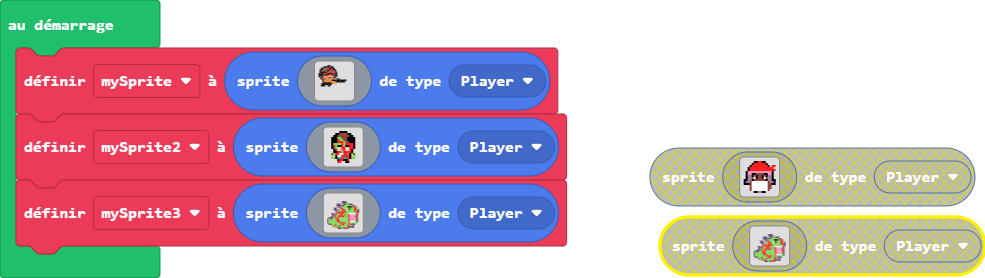 au démarrage
définir mySprite à sprite de type Player
définir mySprite2 à sprite de type Player
définir mySprite3 à sprite de type Player
sprite de type Player
sprite de type Player